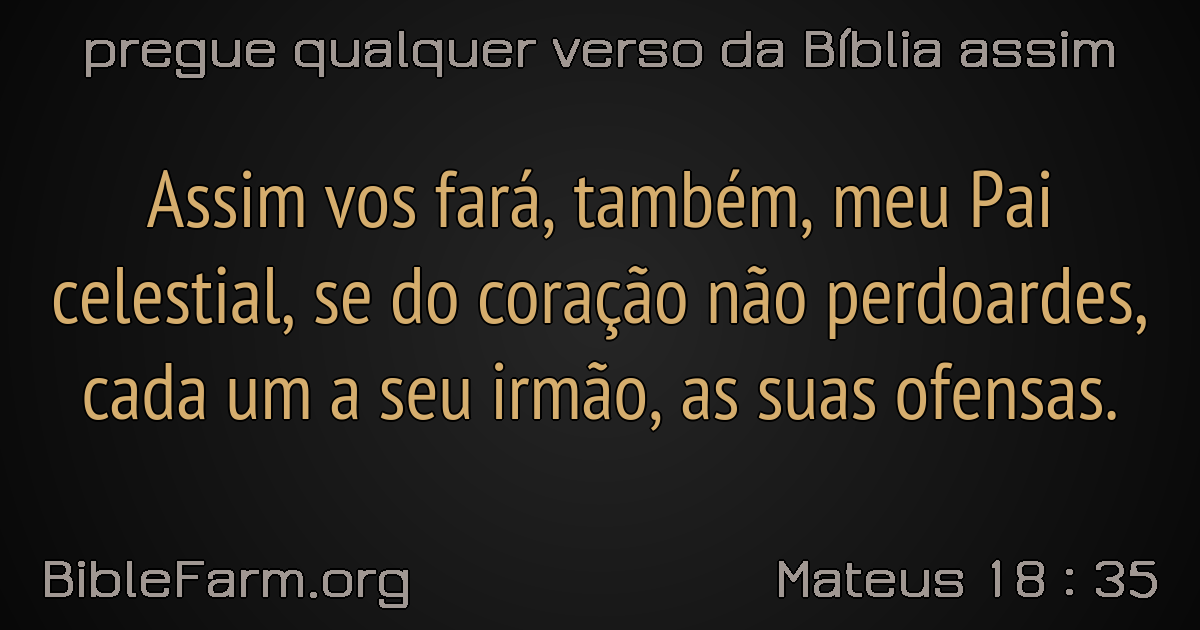 pregue qualquer verso da Bíblia assim
Assim vos fará, também, meu Pai
celestial, se do coração não perdoardes,
cada um a seu irmão, as suas ofensas.
BibleFarm.org
Mateus 18 : 35